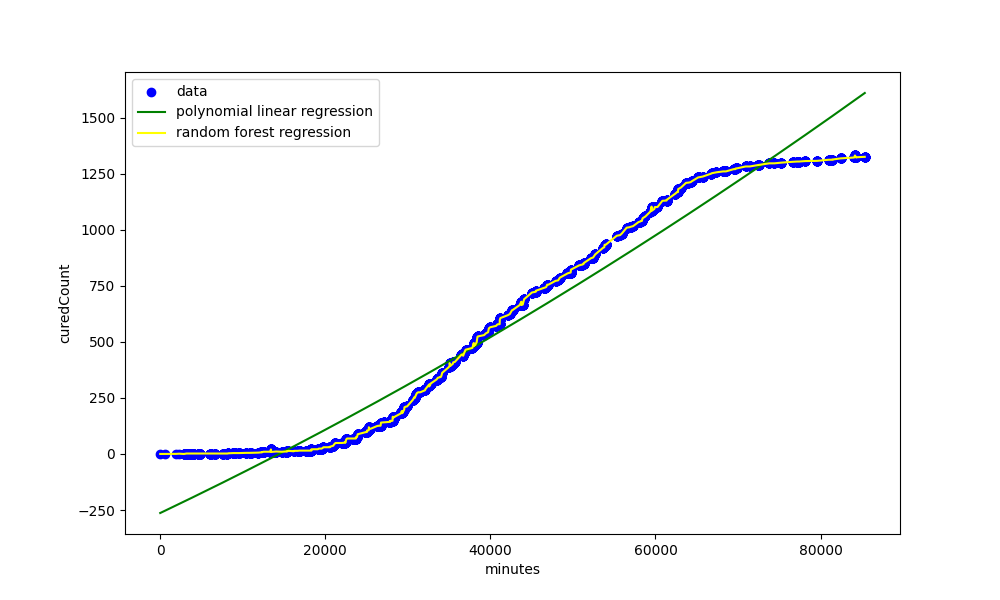 data
polynomial linear regression
random forest regression
1500
1250
1000
750
500
250
0
−250
curedCount
0 20000 40000 60000 80000
minutes